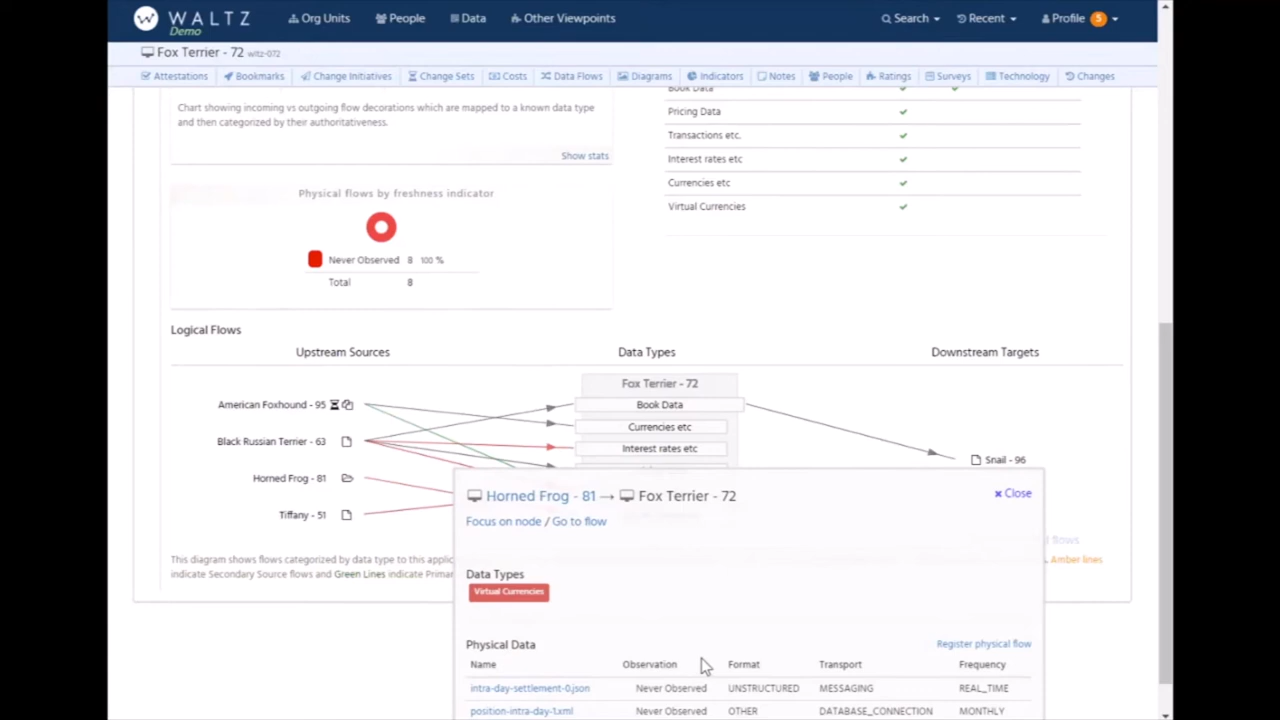 WALTZ
Demo
Org Units
People
Data
Other Viewpoints
Search
Recent
Profile 5
Fox Terrier - 72 wltz-072
Attestations
Bookmarks
Change Initiatives
Change Sets
Costs
Data Flows
Diagrams
Indicators
Notes
People
Ratings
Surveys
Technology
Changes
Chart showing incoming vs outgoing flow decorations which are mapped to a known data type
and then categorized by their authoritativeness.
Show stats
Book Data
Pricing Data
Transactions etc.
Interest rates etc
Currencies etc
Virtual Currencies
Physical flows by freshness indicator
Never Observed 8 100 %
Total 8
Logical Flows
Upstream Sources
Data Types
Downstream Targets
Fox Terrier - 72
American Foxhound - 95
Book Data
Currencies etc
Black Russian Terrier - 63
Interest rates etc
Snail - 96
Horned Frog - 81
Tiffany - 51
Horned Frog - 81 → Fox Terrier - 72
Close
Focus on node / Go to flow
flows
This diagram shows flows categorized by data type to this applic
. Amber lines
indicate Secondary Source flows and Green Lines indicate Primar
Data Types
Virtual Currencies
Physical Data
Register physical flow
Name Observation Format Transport Frequency
intra-day-settlement-0.json Never Observed UNSTRUCTURED MESSAGING REAL_TIME
position-intra-day-1.xml Never Observed OTHER DATABASE_CONNECTION MONTHLY